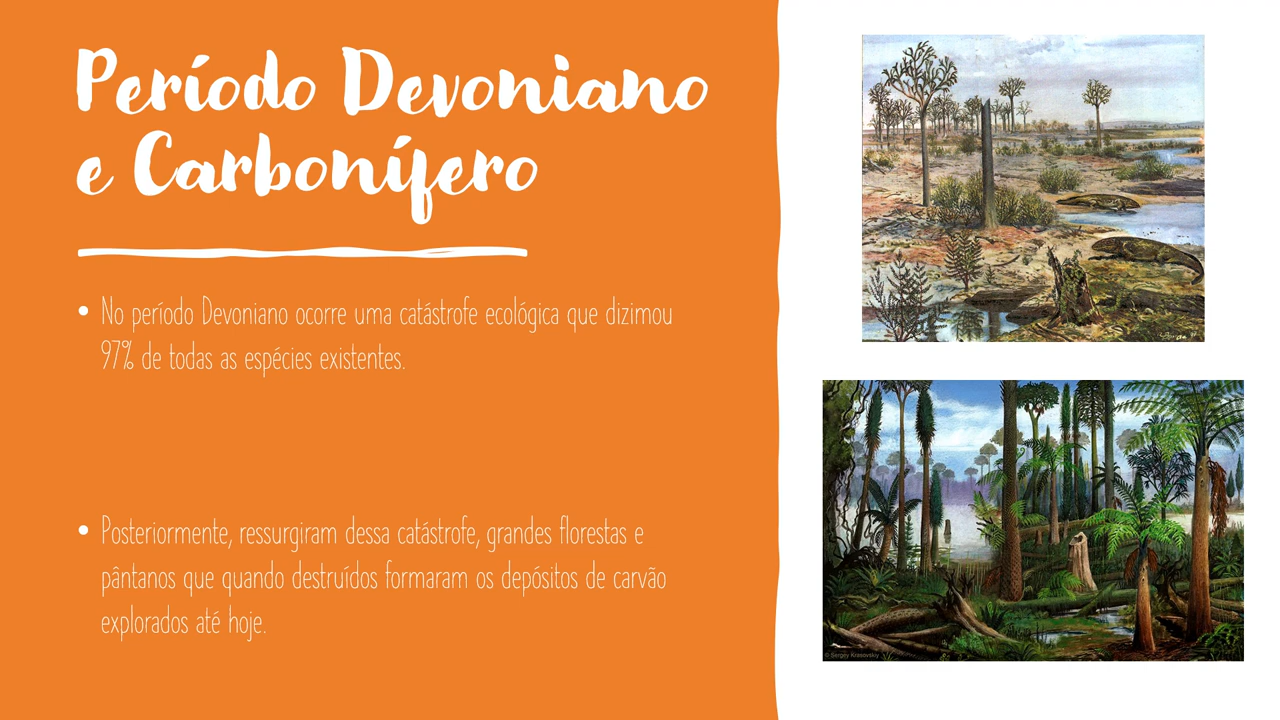 Período Devoniano
e Carbonífero
• No período Devoniano ocorre uma catástrofe ecológica que dizimou
97% de todas as espécies existentes.
• Posteriormente, ressurgiram dessa catástrofe, grandes florestas e
pântanos que quando destruídos formaram os depósitos de carvão
explorados até hoje.
© Sergey Krasovskiy